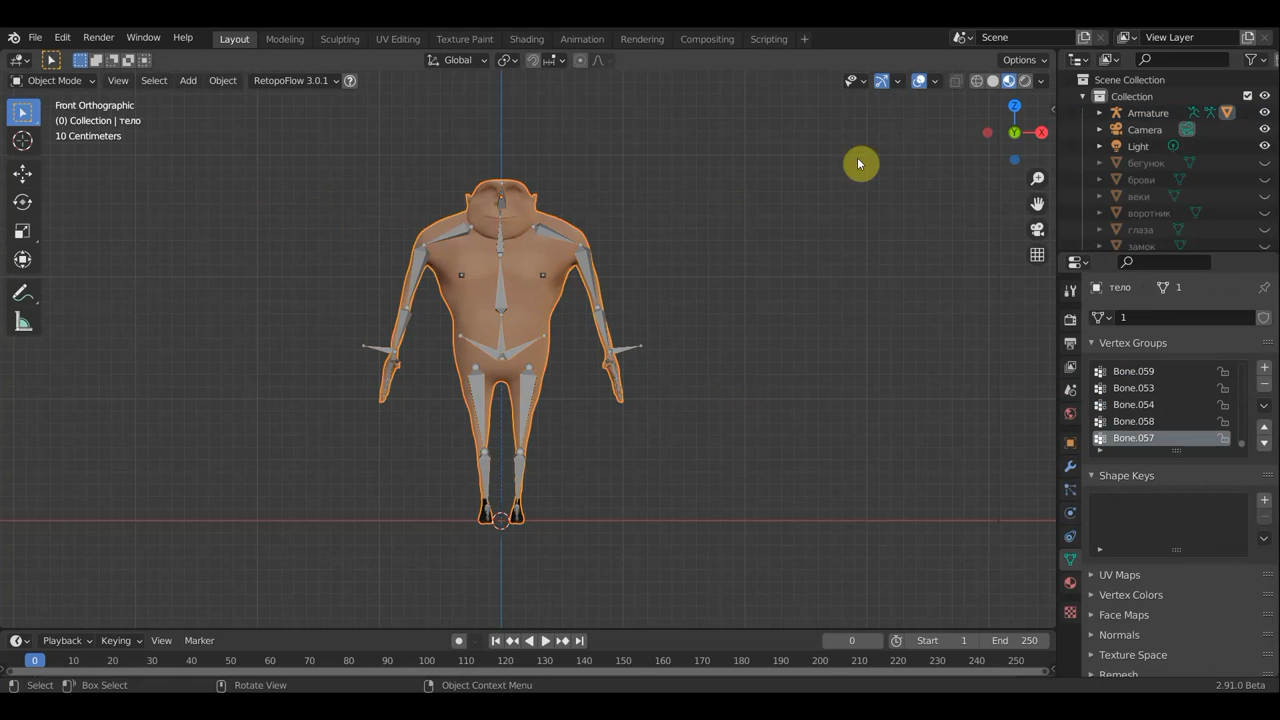 File Edit Render Window Help Layout Modeling Sculpting UV Editing Texture Paint Shading Animation Rendering Compositing Scripting + Scene View Layer
Global Options
Object Mode View Select Add Object RetopoFlow 3.0.1
Front Orthographic
(0) Collection | тело
10 Centimeters
Z
Y
X
Scene Collection
Collection
Armature
Camera
Light
бегунок
брови
веки
воротник
глаза
замок
тело 1
1
Vertex Groups
Bone.059
Bone.053
Bone.054
Bone.058
Bone.057
Shape Keys
UV Maps
Vertex Colors
Face Maps
Normals
Texture Space
Remesh
Playback Keying View Marker 0 Start 1 End 250
0 10 20 30 40 50 60 70 80 90 100 110 120 130 140 150 160 170 180 190 200 210 220 230 240 250
Select Box Select Rotate View Object Context Menu 2.91.0 Beta